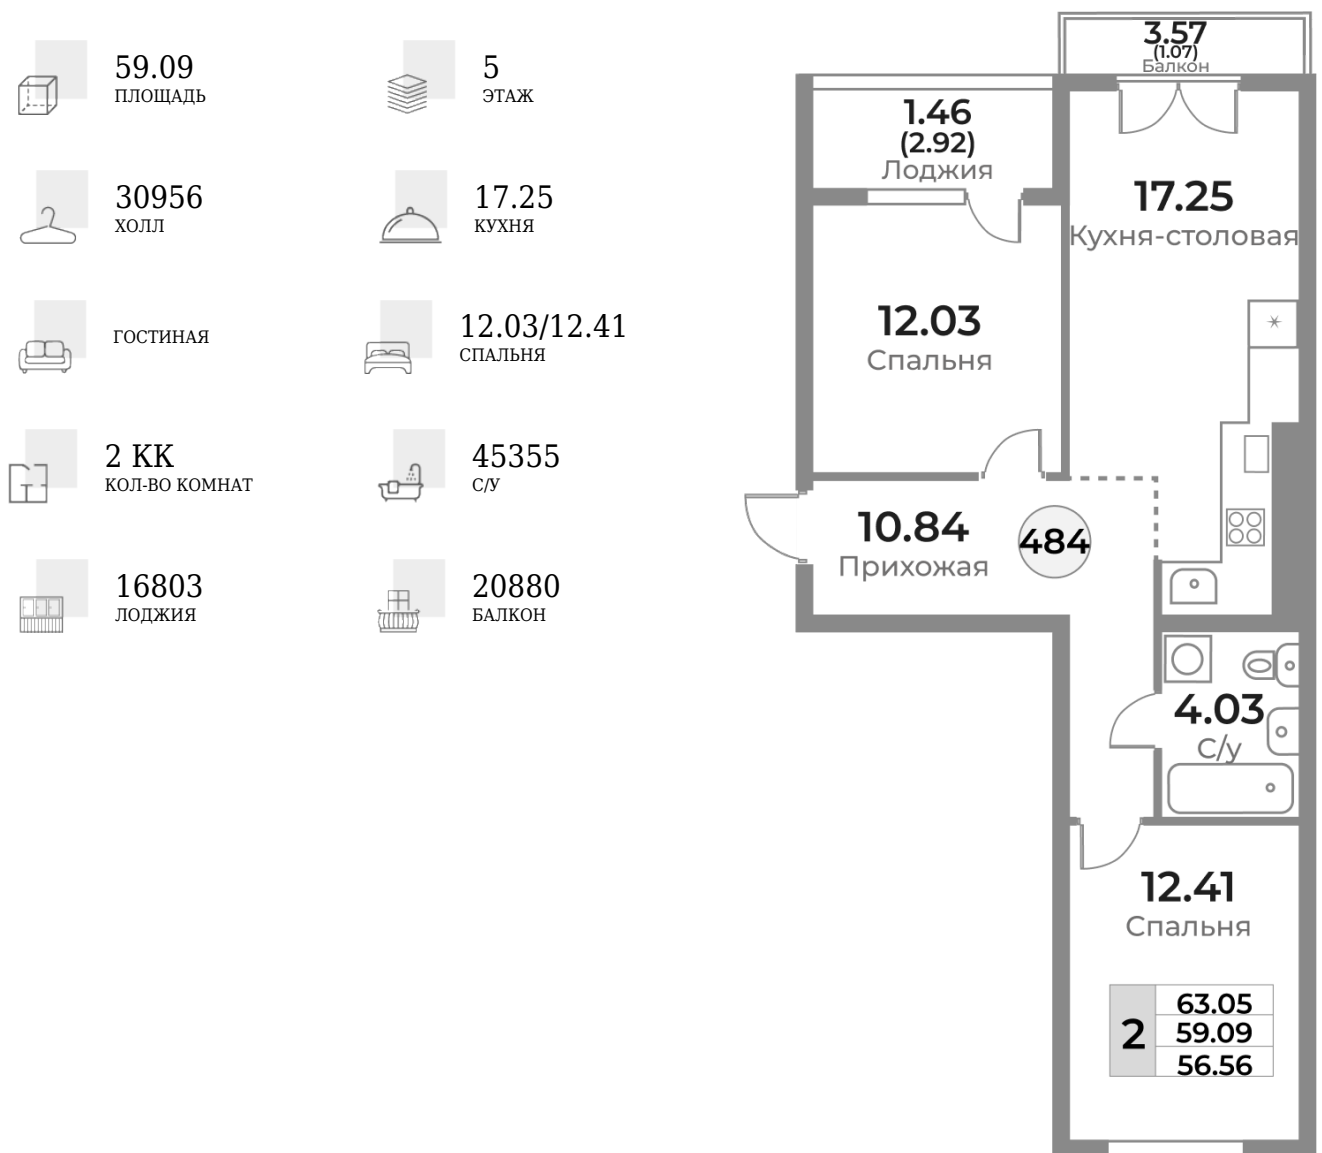 59.09
ПЛОЩАДЬ
5
ЭТАЖ
30956
ХОЛЛ
17.25
КУХНЯ
ГОСТИНАЯ
12.03/12.41
СПАЛЬНЯ
2 КК
КОЛ-ВО КОМНАТ
45355
С/У
16803
ЛОДЖИЯ
20880
БАЛКОН
3.57
(1.07)
Балкон
1.46
(2.92)
Лоджия
17.25
Кухня-столовая
12.03
Спальня
10.84
Прихожая
484
4.03
С/у
12.41
Спальня
2
63.05
59.09
56.56